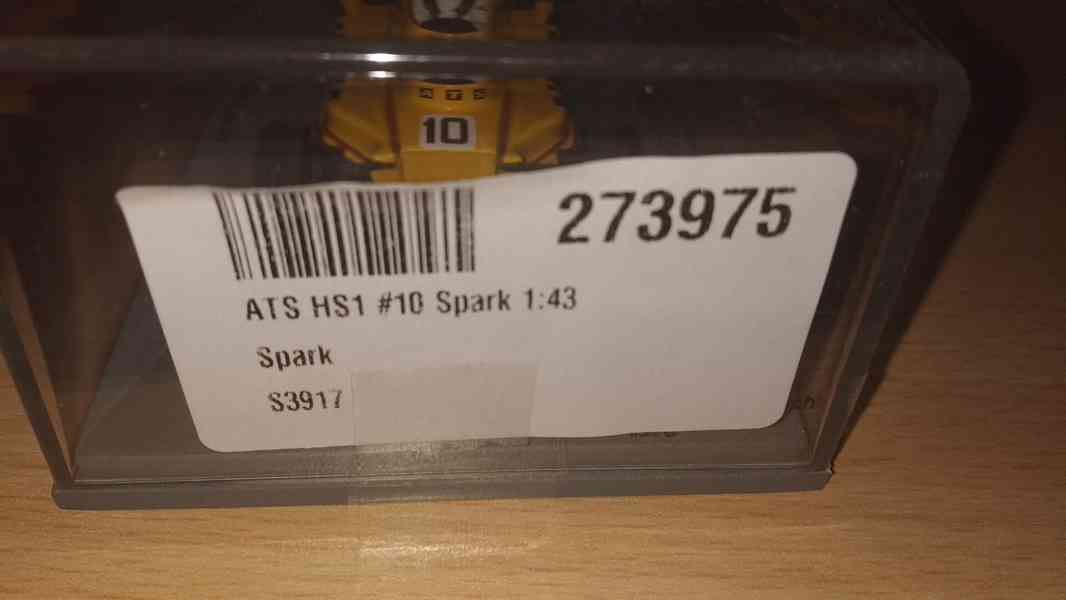 ATS
10
273975
ATS HS1 #10 Spark 1:43
Spark
S3917